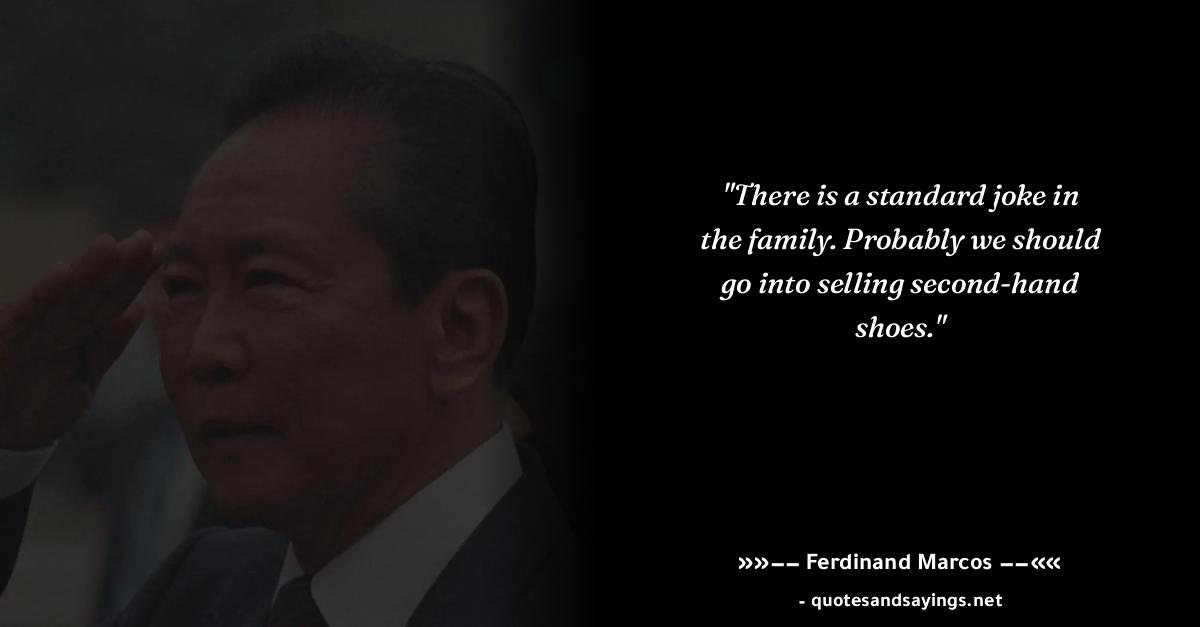 "There is a standard joke in
the family. Probably we should
go into selling second-hand
shoes."
»»−− Ferdinand Marcos −−««
- quotesandsayings.net